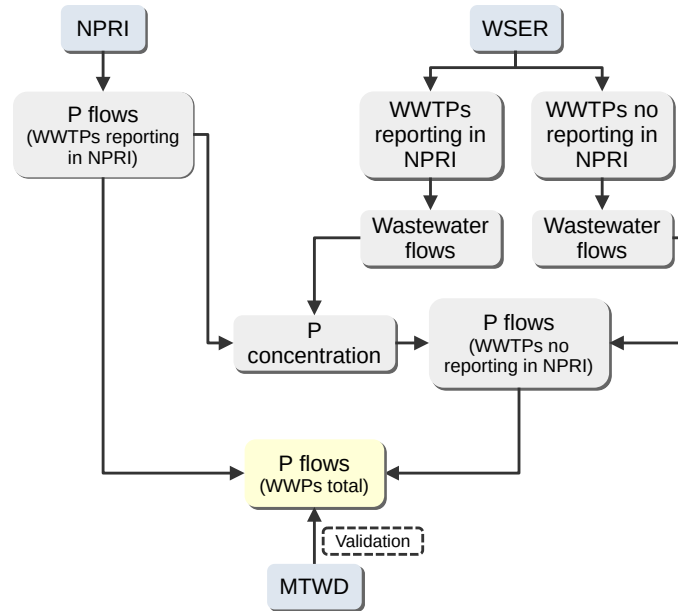 NPRI
WSER
P flows
(WWTPs reporting
in NPRI)
WWTPs
reporting in
NPRI
WWTPs no
reporting in
NPRI
Wastewater
flows
Wastewater
flows
P
concentration
P flows
(WWTPs no
reporting in NPRI)
P flows
(WWPs total)
Validation
MTWD